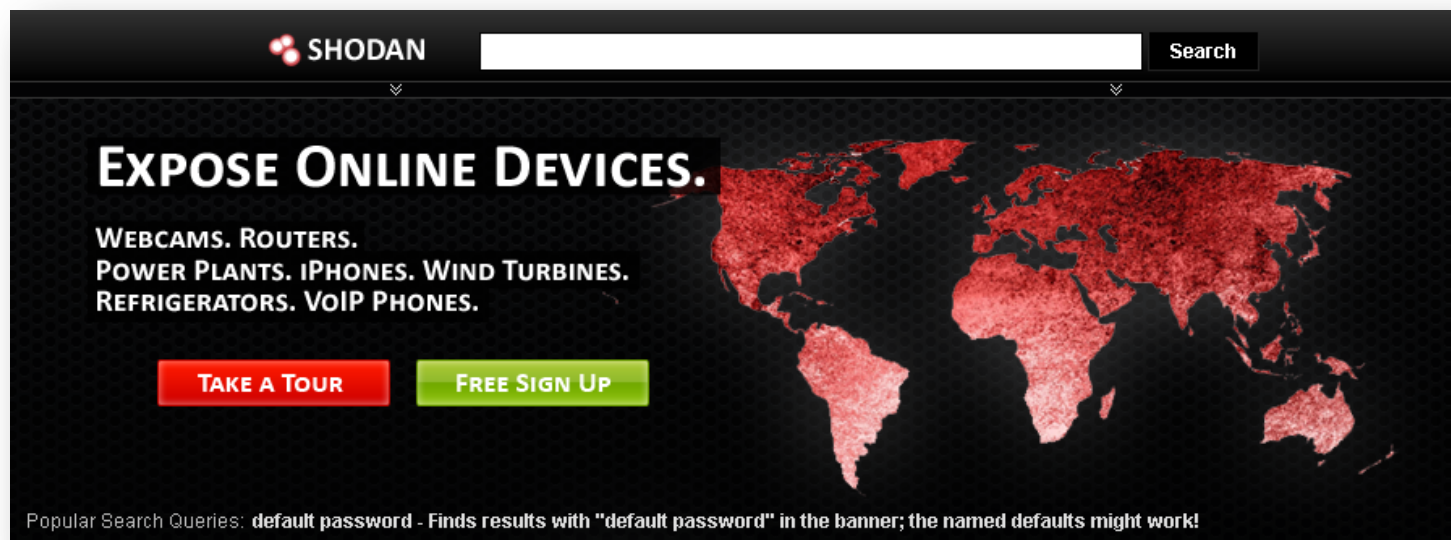 SHODAN
Search
EXPOSE ONLINE DEVICES.
WEBCAMS. ROUTERS.
POWER PLANTS. IPHONES. WIND TURBINES.
REFRIGERATORS. VOIP PHONES.
TAKE A TOUR
FREE SIGN UP
Popular Search Queries: default password - Finds results with "default password" in the banner; the named defaults might work!